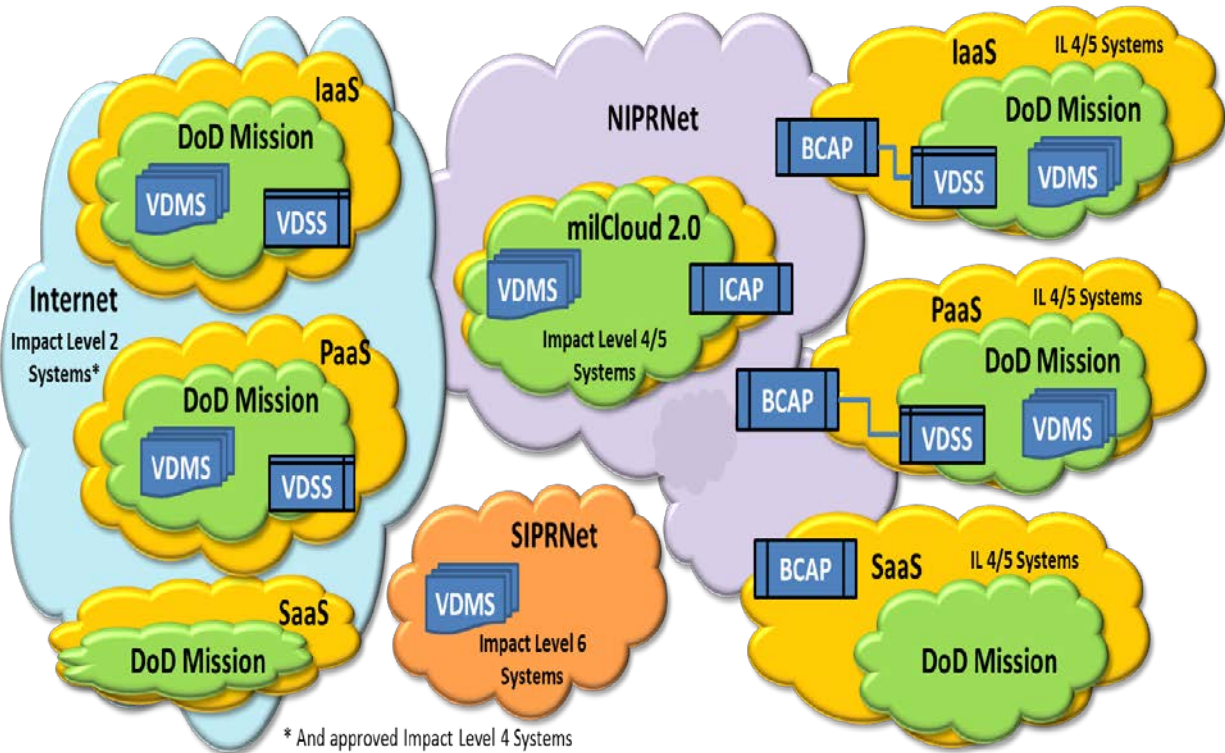 IaaS
DoD Mission
VDMS
VDSS
Internet
Impact Level 2
Systems*
PaaS
DoD Mission
VDMS
VDSS
SaaS
DoD Mission
NIPRNet
milCloud 2.0
VDMS
ICAP
Impact Level 4/5
Systems
SIPRNet
VDMS
Impact Level 6
Systems
IaaS
IL 4/5 Systems
DoD Mission
BCAP
VDSS
VDMS
PaaS
IL 4/5 Systems
DoD Mission
BCAP
VDSS
VDMS
BCAP
SaaS
IL 4/5 Systems
DoD Mission
* And approved Impact Level 4 Systems